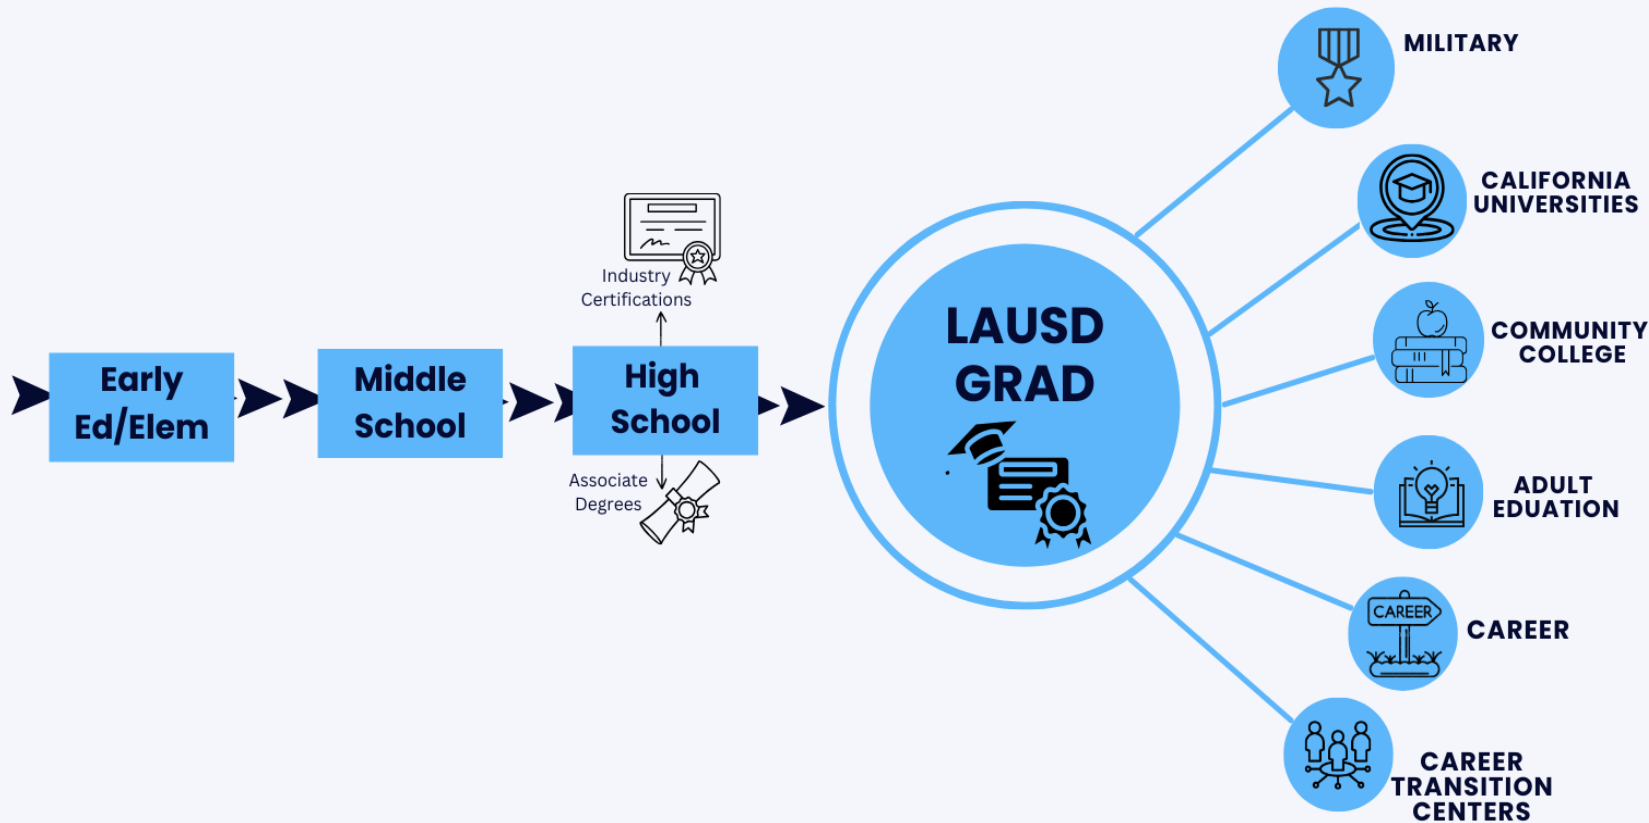 Early
Ed/Elem
Middle
School
Industry
Certifications
High
School
Associate
Degrees
LAUSD
GRAD
MILITARY
CALIFORNIA
UNIVERSITIES
COMMUNITY
COLLEGE
ADULT
EDUATION
CAREER
CAREER
CAREER
TRANSITION
CENTERS